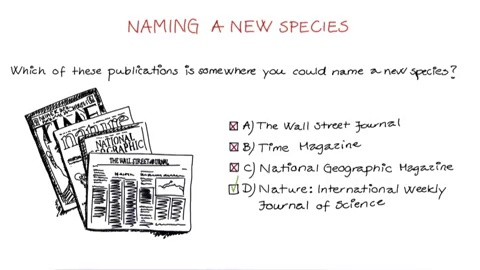 NAMING A NEW SPECIES
Which of these publications is somewhere you could name a new species?
TIME
nature
NATIONAL
GEOGRAPHIC
THE WALL STREET JOURNAL
A) The Wall Street Journal
B) Time Magazine
C) National Geographic Magazine
D) Nature: International Weekly
Journal of Science